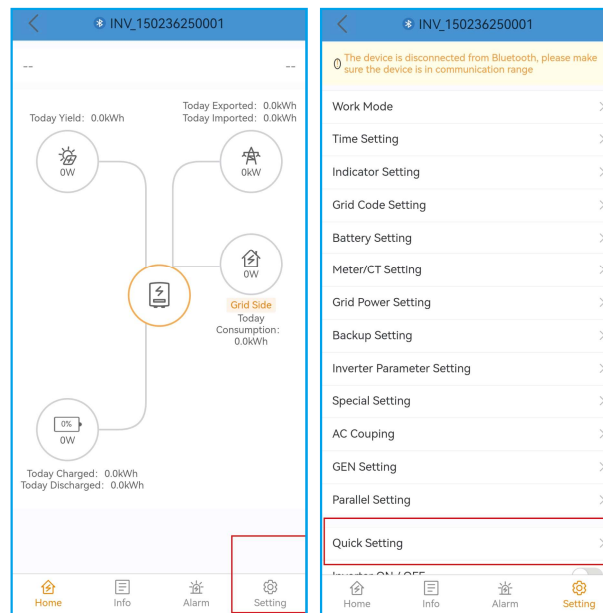 INV_150236250001
--
--
Today Exported: 0.0kWh
Today Yield: 0.0kWh
Today Imported: 0.0kWh
0W
0kW
0W
Grid Side
Today
Consumption:
0.0kWh
0%
0W
Today Charged: 0.0kWh
Today Discharged: 0.0kWh
Home
Info
Alarm
Setting
INV_150236250001
The device is disconnected from Bluetooth, please make
sure the device is in communication range
Work Mode
Time Setting
Indicator Setting
Grid Code Setting
Battery Setting
Meter/CT Setting
Grid Power Setting
Backup Setting
Inverter Parameter Setting
Special Setting
AC Couping
GEN Setting
Parallel Setting
Quick Setting
Inverter ON / OFF
Home
Info
Alarm
Setting